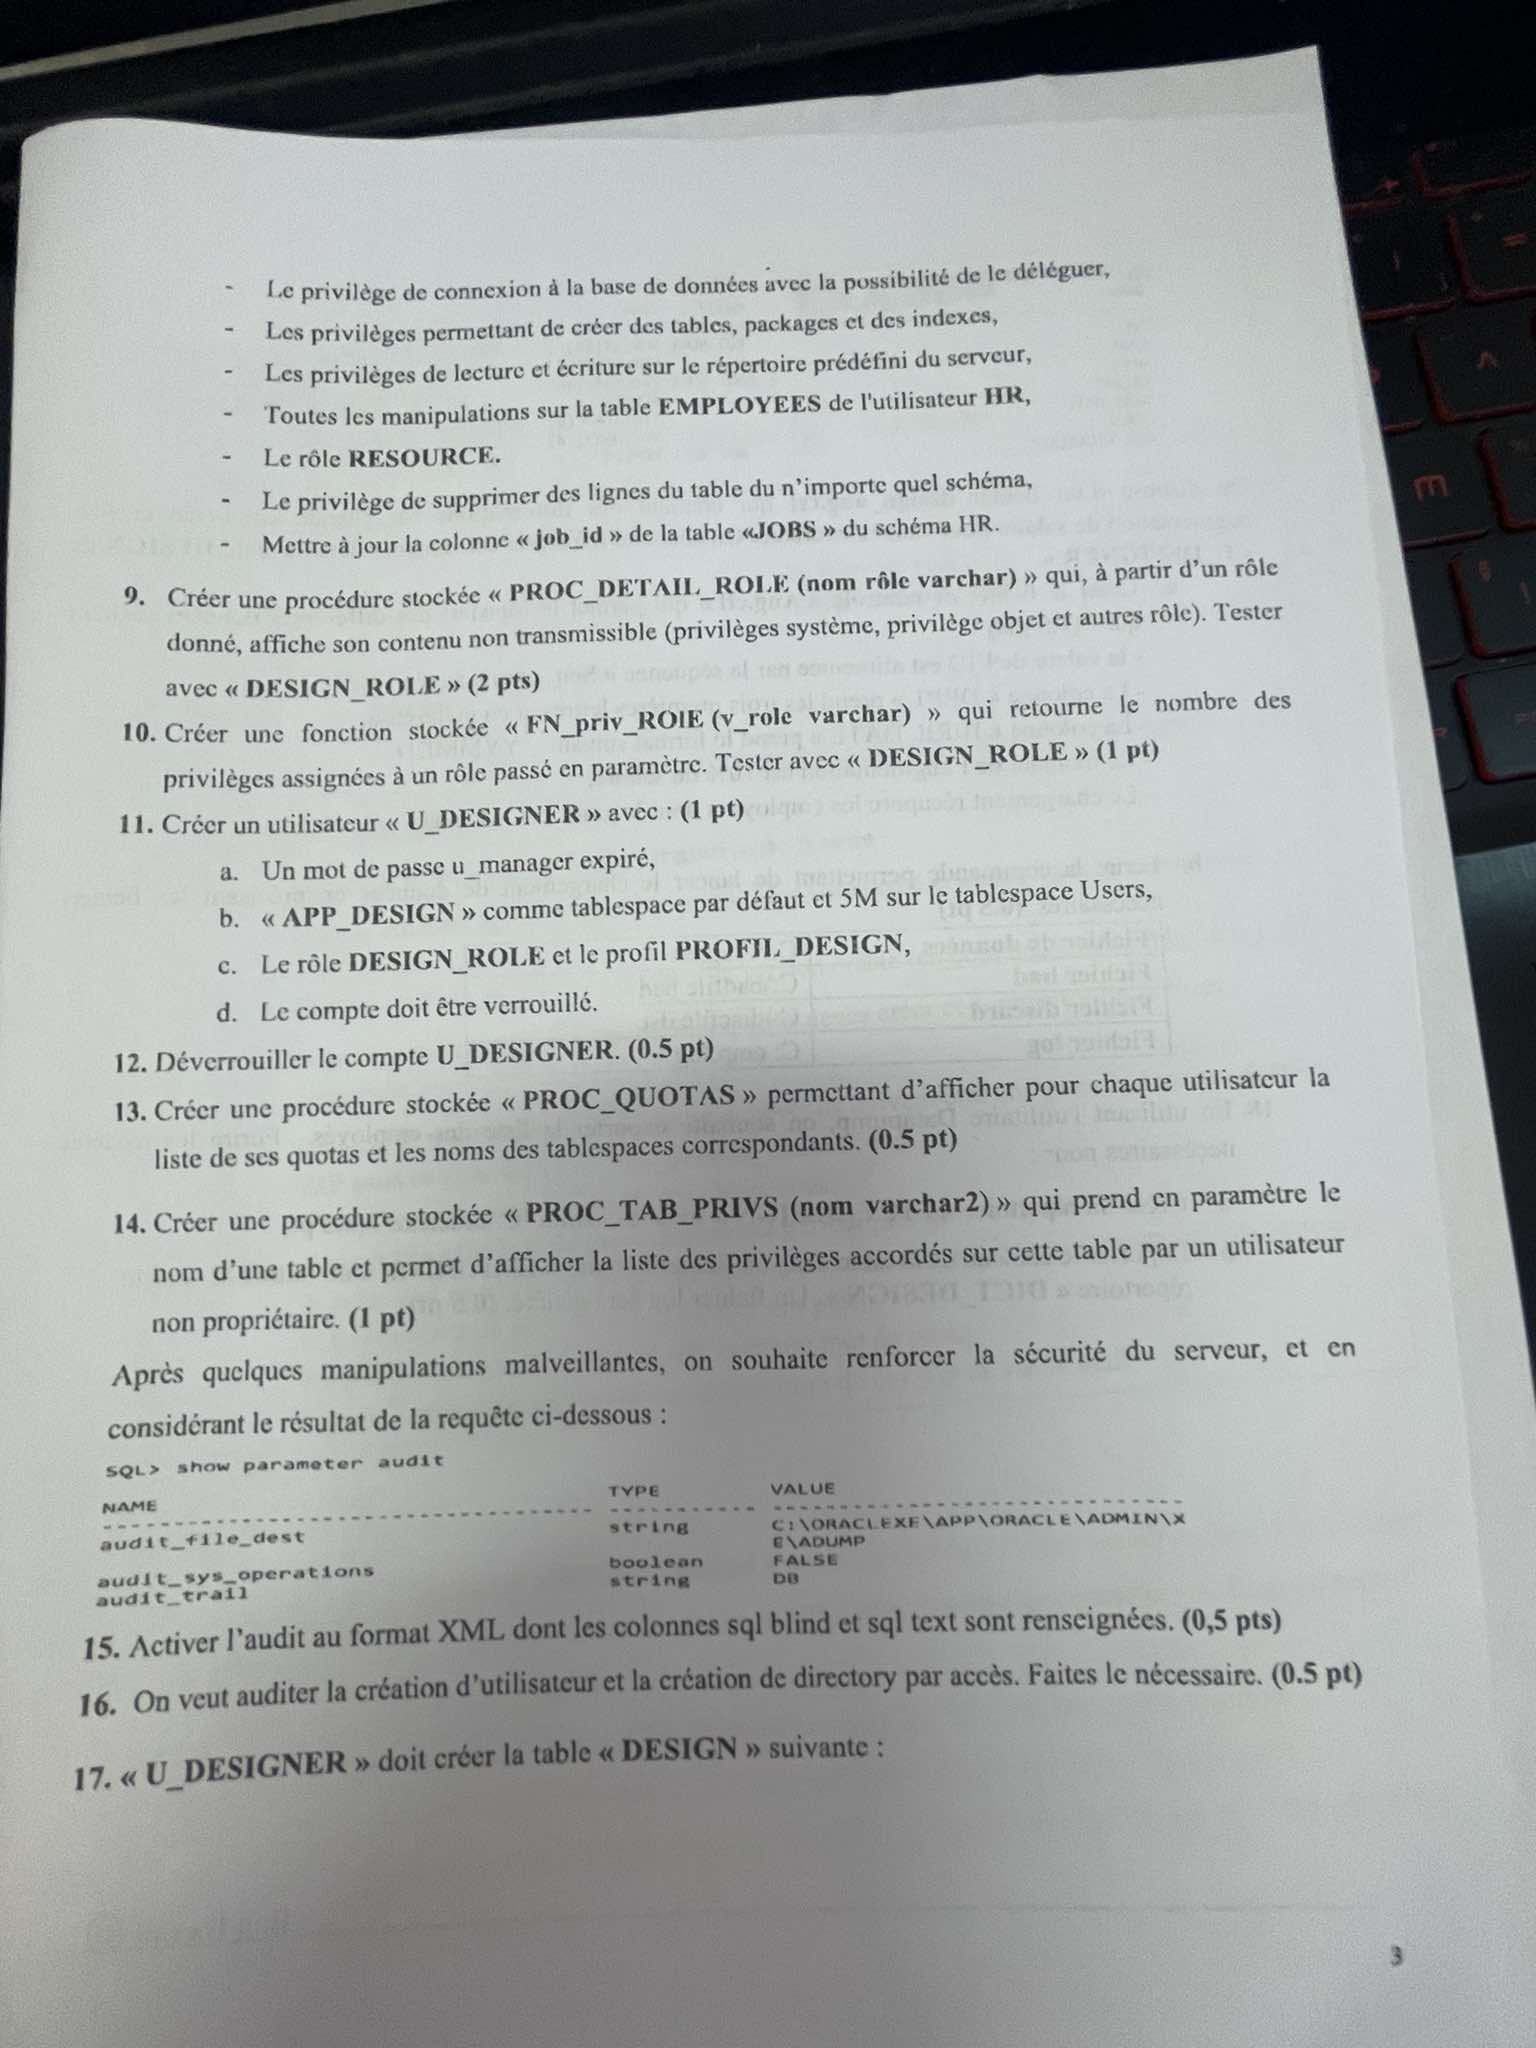 - Le privilège de connexion à la base de données avec la possibilité de le déléguer,
- Les privilèges permettant de créer des tables, packages et des indexes,
- Les privilèges de lecture et écriture sur le répertoire prédéfini du serveur,
- Toutes les manipulations sur la table EMPLOYEES de l'utilisateur HR,
- Le rôle RESOURCE.
- Le privilège de supprimer des lignes du table du n'importe quel schéma,
- Mettre à jour la colonne « job_id » de la table «JOBS » du schéma HR.
9. Créer une procédure stockée « PROC_DETAIL_ROLE (nom rôle varchar) » qui, à partir d'un rôle
donné, affiche son contenu non transmissible (privilèges système, privilège objet et autres rôle). Tester
avec « DESIGN_ROLE » (2 pts)
10. Créer une fonction stockée « FN_priv_ROlE (v_role varchar) » qui retourne le nombre des
privilèges assignées à un rôle passé en paramètre. Tester avec « DESIGN_ROLE » (1 pt)
11. Créer un utilisateur « U_DESIGNER » avec : (1 pt)
a. Un mot de passe u_manager expiré,
b. « APP_DESIGN » comme tablespace par défaut et 5M sur le tablespace Users,
c. Le rôle DESIGN_ROLE et le profil PROFIL_DESIGN,
d. Le compte doit être verrouillé.
12. Déverrouiller le compte U_DESIGNER. (0.5 pt)
13. Créer une procédure stockée « PROC_QUOTAS » permettant d'afficher pour chaque utilisateur la
liste de ses quotas et les noms des tablespaces correspondants. (0.5 pt)
14. Créer une procédure stockée « PROC_TAB_PRIVS (nom varchar2) » qui prend en paramètre le
nom d'une table et permet d'afficher la liste des privilèges accordés sur cette table par un utilisateur
non propriétaire. (1 pt)
Après quelques manipulations malveillantes, on souhaite renforcer la sécurité du serveur, et en
considérant le résultat de la requête ci-dessous :
SQL> show parameter audit
NAME TYPE VALUE
------------------------------------ ----------- ------------------------------
audit_file_dest string C:\ORACLEXE\APP\ORACLE\ADMIN\X
E\ADUMP
audit_sys_operations boolean FALSE
audit_trail string DB
15. Activer l'audit au format XML dont les colonnes sql blind et sql text sont renseignées. (0,5 pts)
16. On veut auditer la création d'utilisateur et la création de directory par accès. Faites le nécessaire. (0.5 pt)
17. « U_DESIGNER » doit créer la table « DESIGN » suivante :
3